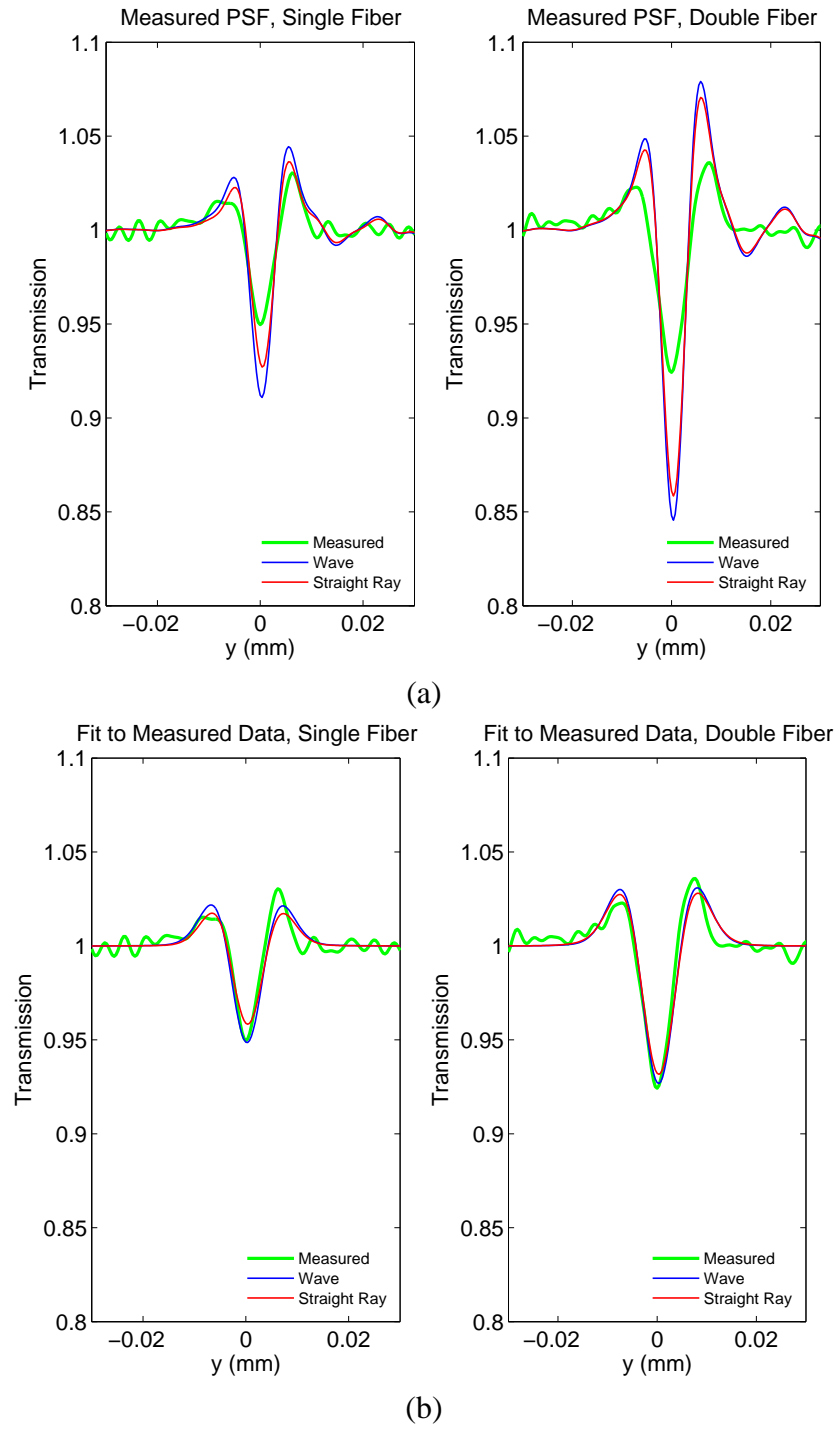 Measured PSF, Single Fiber
1.1
1.05
1
0.95
0.9
0.85
0.8
Transmission
−0.02 0 0.02
y (mm)
Measured
Wave
Straight Ray
Measured PSF, Double Fiber
1.1
1.05
1
0.95
0.9
0.85
0.8
Transmission
−0.02 0 0.02
y (mm)
Measured
Wave
Straight Ray
(a)
Fit to Measured Data, Single Fiber
1.1
1.05
1
0.95
0.9
0.85
0.8
Transmission
−0.02 0 0.02
y (mm)
Measured
Wave
Straight Ray
Fit to Measured Data, Double Fiber
1.1
1.05
1
0.95
0.9
0.85
0.8
Transmission
−0.02 0 0.02
y (mm)
Measured
Wave
Straight Ray
(b)